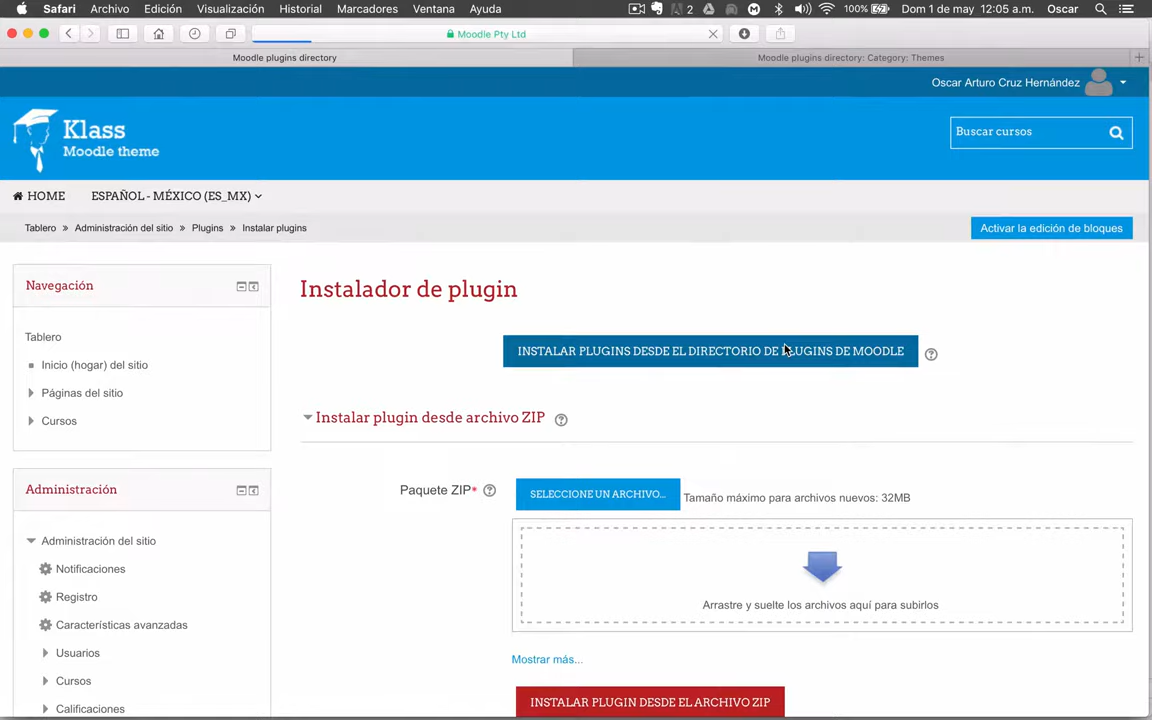 Safari Archivo Edición Visualización Historial Marcadores Ventana Ayuda 2 100% Dom 1 de may 12:05 a.m. Oscar
Moodle Pty Ltd
Moodle plugins directory Moodle plugins directory: Category: Themes
Oscar Arturo Cruz Hernández
Klass
Moodle theme
Buscar cursos
HOME ESPAÑOL - MÉXICO (ES_MX)
Tablero » Administración del sitio » Plugins » Instalar plugins
Activar la edición de bloques
Navegación
Tablero
Inicio (hogar) del sitio
Páginas del sitio
Cursos
Administración
Administración del sitio
Notificaciones
Registro
Características avanzadas
Usuarios
Cursos
Calificaciones
Instalador de plugin
INSTALAR PLUGINS DESDE EL DIRECTORIO DE PLUGINS DE MOODLE
Instalar plugin desde archivo ZIP
Paquete ZIP*
SELECCIONE UN ARCHIVO...
Tamaño máximo para archivos nuevos: 32MB
Arrastre y suelte los archivos aquí para subirlos
Mostrar más...
INSTALAR PLUGIN DESDE EL ARCHIVO ZIP